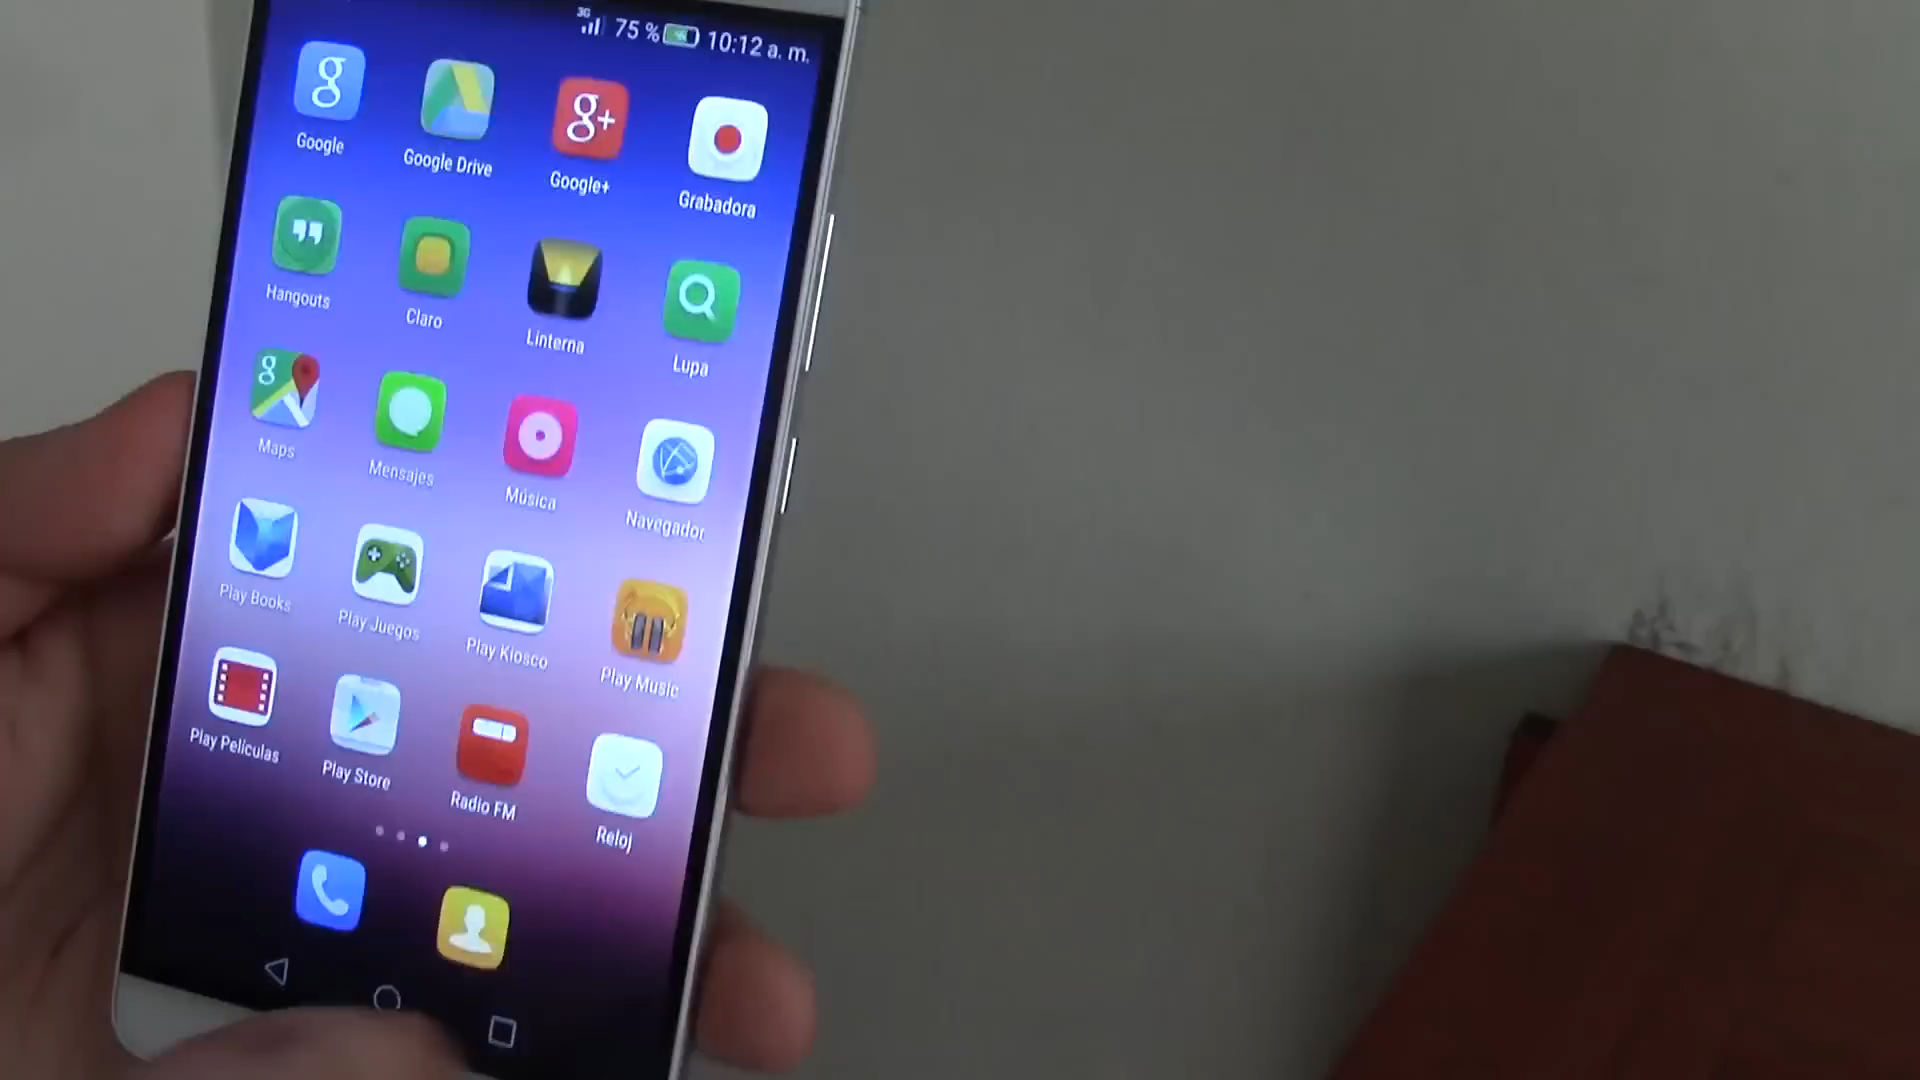 3G 75 % 10:12 a. m.
g g+
Google Google Drive Google+ Grabadora
Hangouts Claro Linterna Lupa
g
Maps Mensajes Música Navegador
Play Books Play Juegos Play Kiosco Play Music
Play Películas Play Store Radio FM Reloj